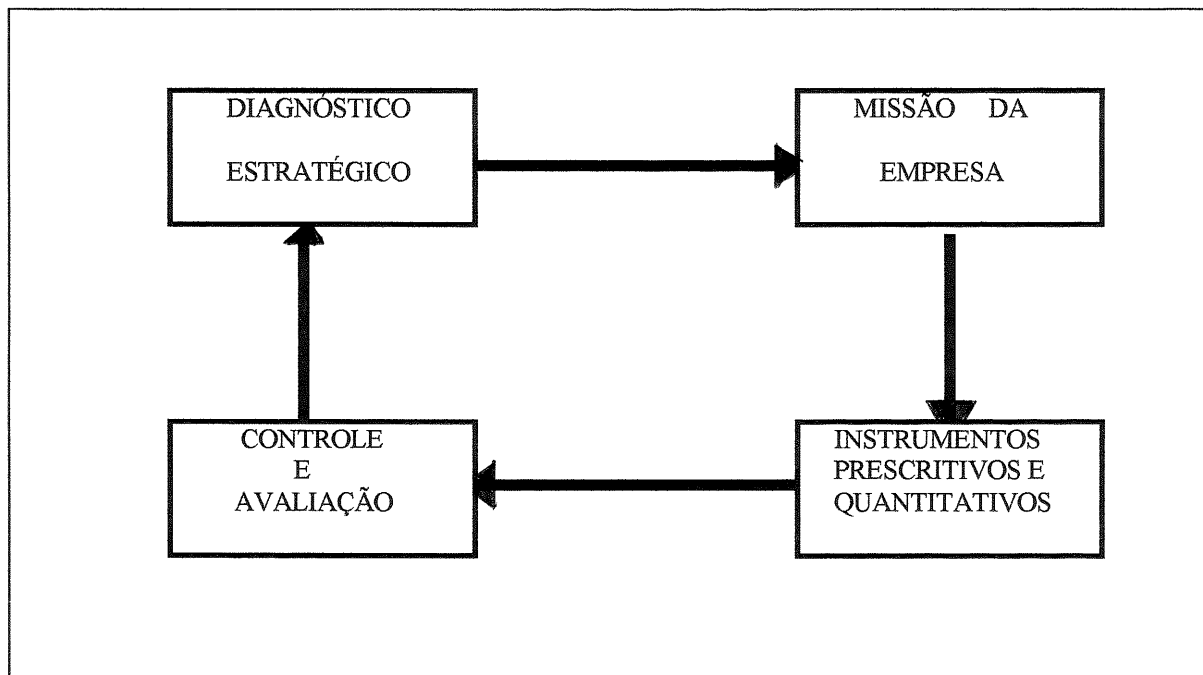 DIAGNÓSTICO
ESTRATÉGICO
MISSÃO DA
EMPRESA
CONTROLE
E
AVALIAÇÃO
INSTRUMENTOS
PRESCRITIVOS E
QUANTITATIVOS